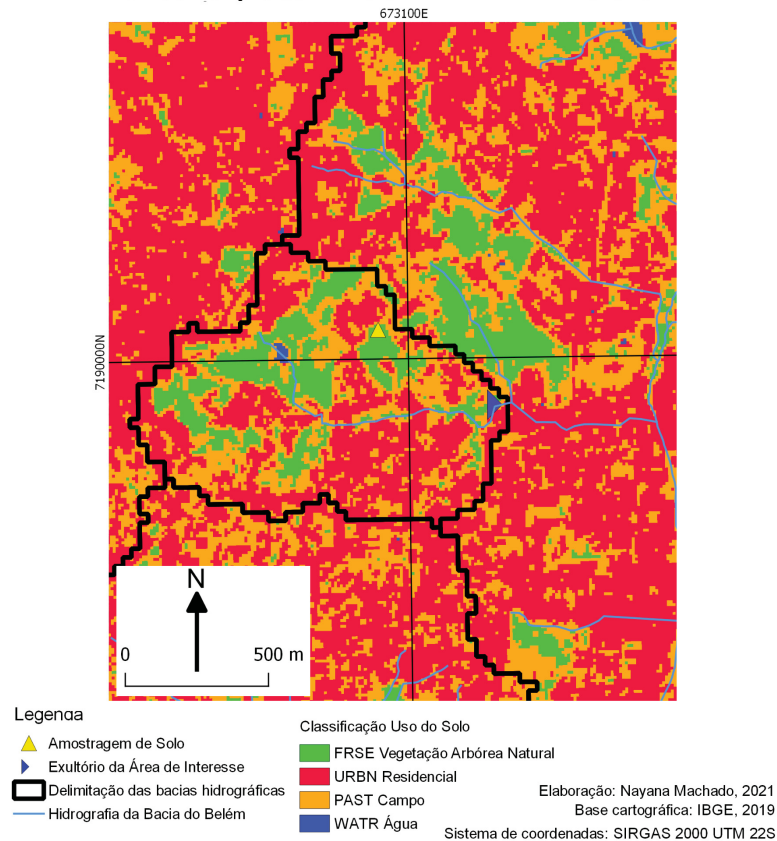 673100E
7190000N
N
0 500 m
Legenda
Amostragem de Solo
Exultório da Área de Interesse
Delimitação das bacias hidrográficas
Hidrografia da Bacia do Belém
Classificação Uso do Solo
FRSE Vegetação Arbórea Natural
URBN Residencial
PAST Campo
WATR Água
Elaboração: Nayana Machado, 2021
Base cartográfica: IBGE, 2019
Sistema de coordenadas: SIRGAS 2000 UTM 22S